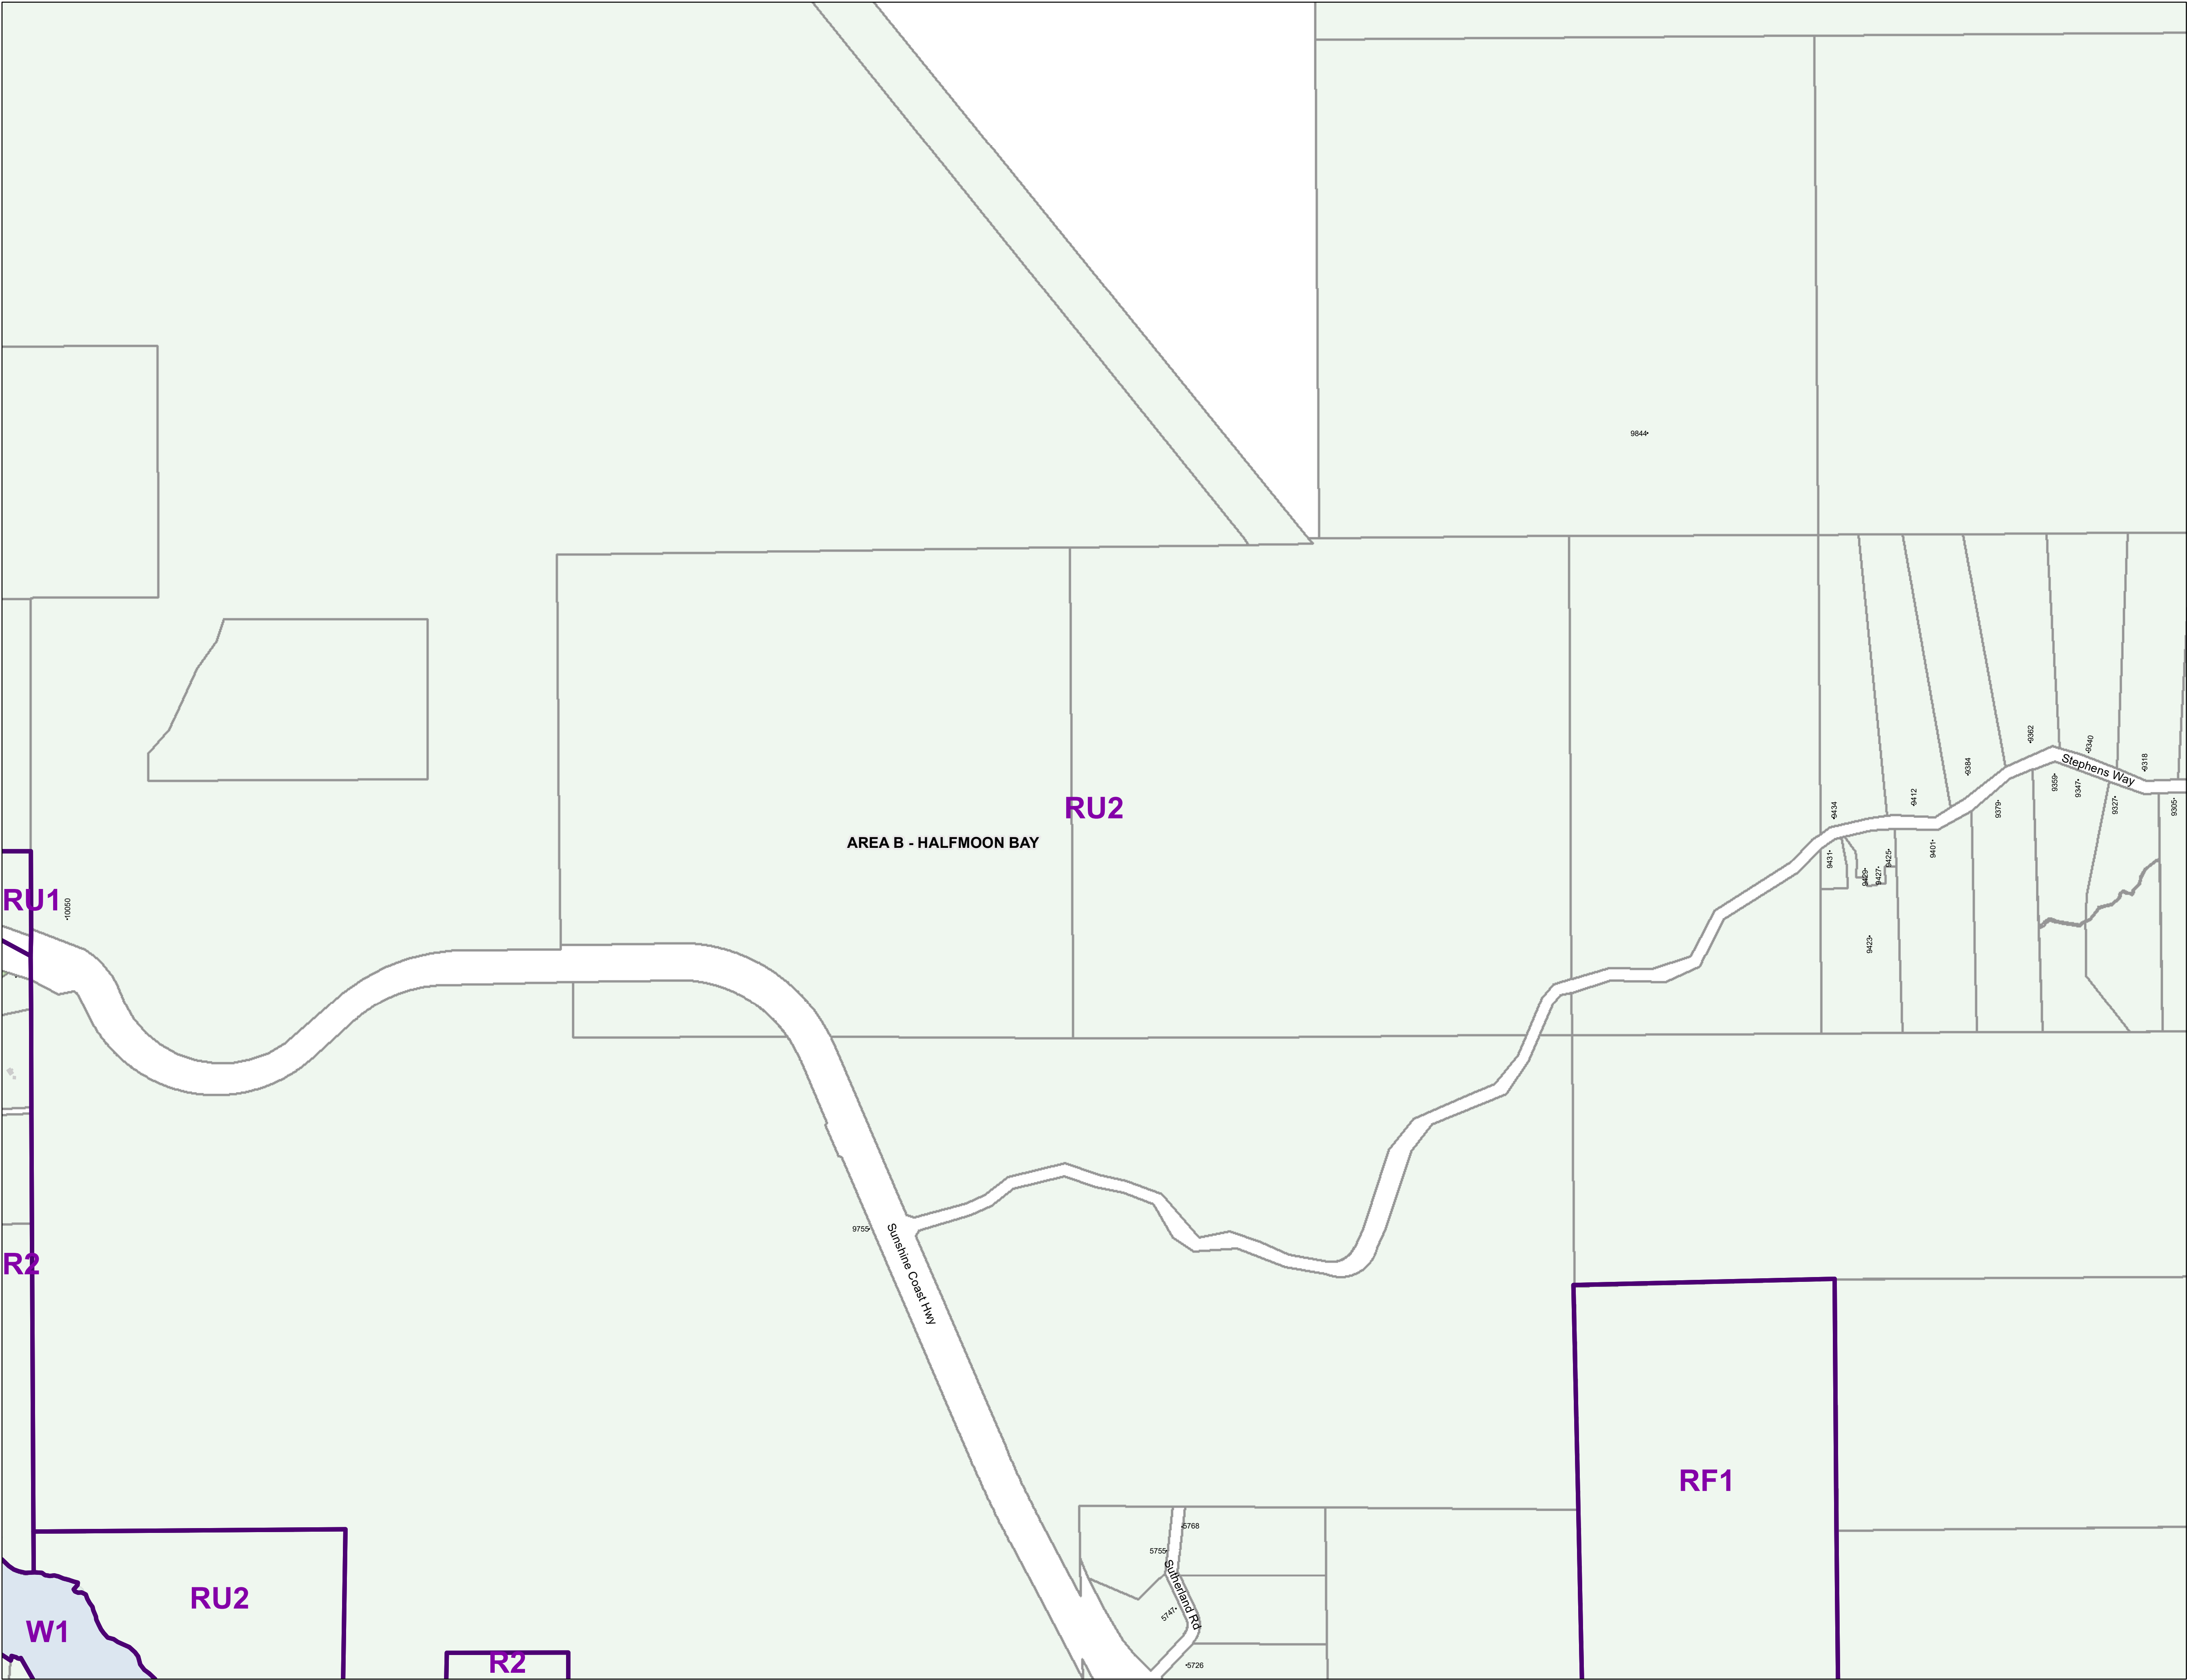 9844
9362
9340
9318
Stephens Way
9384
9359
9347
9327
9305
9412
9379
9434
RU2
AREA B - HALFMOON BAY
9401
9431
9425
9429
9427
RU1
10050
9423
9755
Sunshine Coast Hwy
R2
RF1
5768
5755
Sutherland Rd
RU2
5747
W1
R2
5726